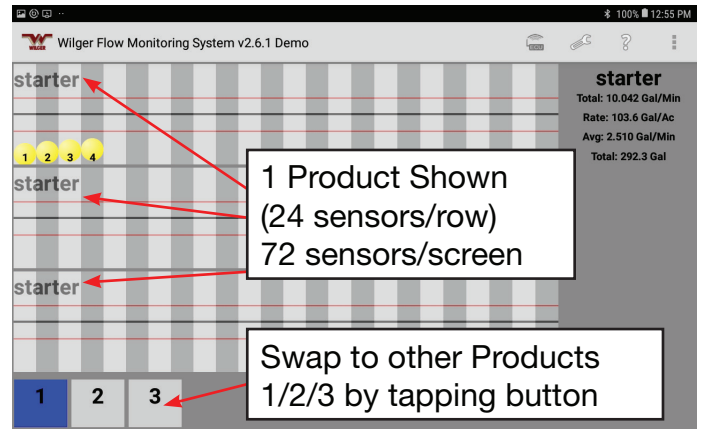 100% 12:55 PM
WILGER Wilger Flow Monitoring System v2.6.1 Demo
starter
1 2 3 4
starter
starter
starter
Total: 10.042 Gal/Min
Rate: 103.6 Gal/Ac
Avg: 2.510 Gal/Min
Total: 292.3 Gal
1 Product Shown
(24 sensors/row)
72 sensors/screen
Swap to other Products
1/2/3 by tapping button
1 2 3